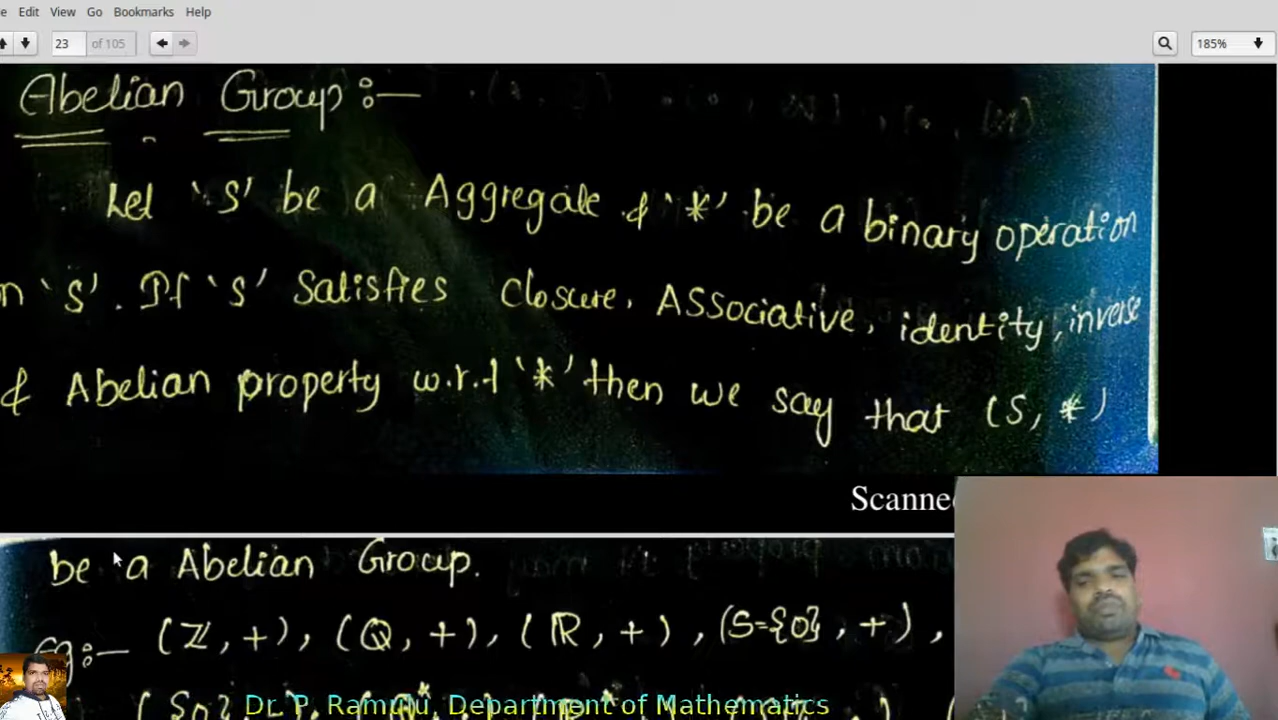 Edit View Go Bookmarks Help
23 of 105 185%
Abelian Group :-
Let 'S' be a Aggregate & '*' be a binary operation
on 'S'. If 'S' Satisfies closure, Associative, identity, inverse
& Abelian property w.r.t '*' then we say that (S, *)
Scanne
be a Abelian Group.
eg:- (ℤ, +), (ℚ, +), (ℝ, +), (S={0}, +),
Dr. P. Ramulu, Department of Mathematics